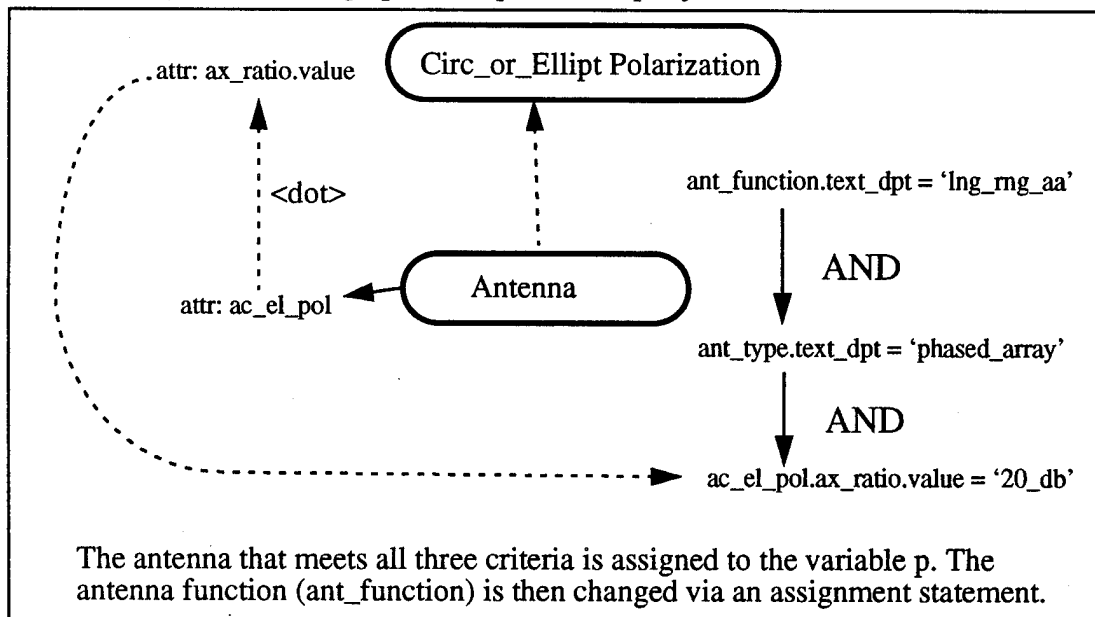 attr: ax_ratio.value
Circ_or_Ellipt Polarization
<dot>
ant_function.text_dpt = ‘lng_rng_aa’
AND
Antenna
attr: ac_el_pol
ant_type.text_dpt = ‘phased_array’
AND
ac_el_pol.ax_ratio.value = ‘20_db’
The antenna that meets all three criteria is assigned to the variable p. The
antenna function (ant_function) is then changed via an assignment statement.